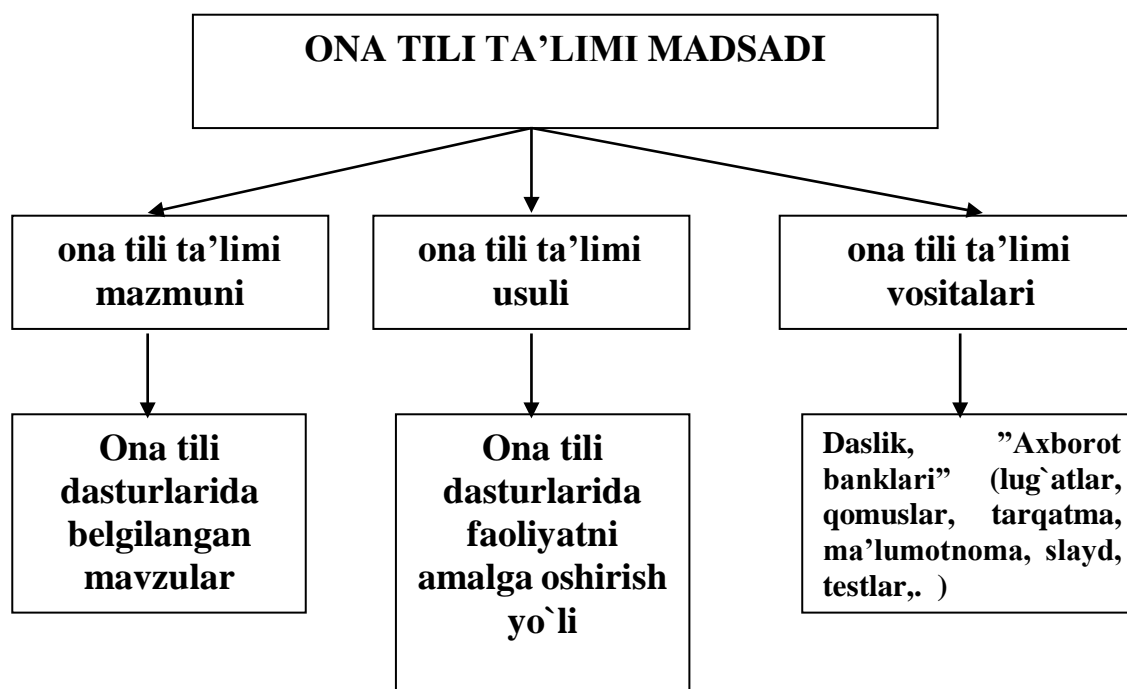 ONA TILI TA’LIMI MADSADI
ona tili ta’limi
mazmuni
ona tili ta’limi
usuli
ona tili ta’limi
vositalari
Ona tili
dasturlarida
belgilangan
mavzular
Ona tili
dasturlarida
faoliyatni
amalga oshirish
yo`li
Daslik, ”Axborot
banklari” (lug`atlar,
qomuslar, tarqatma,
ma’lumotnoma, slayd,
testlar,. )